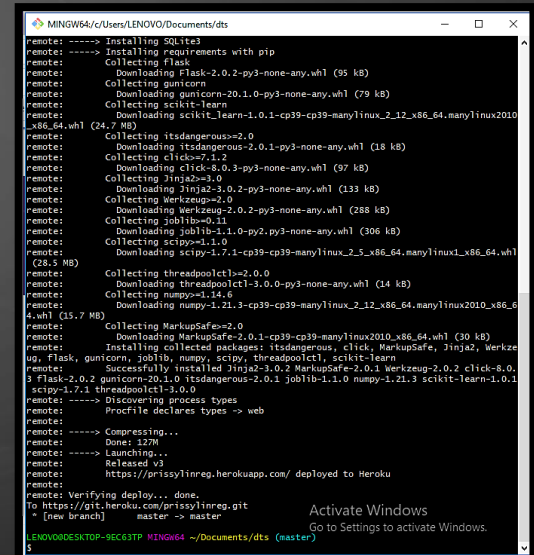 MINGW64:/c/Users/LENOVO/Documents/dts
remote: -----> Installing SQLite3
remote: -----> Installing requirements with pip
remote:        Collecting flask
remote:          Downloading Flask-2.0.2-py3-none-any.whl (95 kB)
remote:        Collecting gunicorn
remote:          Downloading gunicorn-20.1.0-py3-none-any.whl (79 kB)
remote:        Collecting scikit-learn
remote:          Downloading scikit_learn-1.0.1-cp39-cp39-manylinux_2_12_x86_64.manylinux2010
_x86_64.whl (24.7 MB)
remote:        Collecting itsdangerous>=2.0
remote:          Downloading itsdangerous-2.0.1-py3-none-any.whl (18 kB)
remote:        Collecting click>=7.1.2
remote:          Downloading click-8.0.3-py3-none-any.whl (97 kB)
remote:        Collecting Jinja2>=3.0
remote:          Downloading Jinja2-3.0.2-py3-none-any.whl (133 kB)
remote:        Collecting Werkzeug>=2.0
remote:          Downloading Werkzeug-2.0.2-py3-none-any.whl (288 kB)
remote:        Collecting joblib>=0.11
remote:          Downloading joblib-1.1.0-py2.py3-none-any.whl (306 kB)
remote:        Collecting scipy>=1.1.0
remote:          Downloading scipy-1.7.1-cp39-cp39-manylinux_2_5_x86_64.manylinux1_x86_64.whl
 (28.5 MB)
remote:        Collecting threadpoolctl>=2.0.0
remote:          Downloading threadpoolctl-3.0.0-py3-none-any.whl (14 kB)
remote:        Collecting numpy>=1.14.6
remote:          Downloading numpy-1.21.3-cp39-cp39-manylinux_2_12_x86_64.manylinux2010_x86_6
4.whl (15.7 MB)
remote:        Collecting MarkupSafe>=2.0
remote:          Downloading MarkupSafe-2.0.1-cp39-cp39-manylinux2010_x86_64.whl (30 kB)
remote:        Installing collected packages: itsdangerous, click, MarkupSafe, Jinja2, Werkze
ug, flask, gunicorn, joblib, numpy, scipy, threadpoolctl, scikit-learn
remote:        Successfully installed Jinja2-3.0.2 MarkupSafe-2.0.1 Werkzeug-2.0.2 click-8.0.
3 flask-2.0.2 gunicorn-20.1.0 itsdangerous-2.0.1 joblib-1.1.0 numpy-1.21.3 scikit-learn-1.0.1
 scipy-1.7.1 threadpoolctl-3.0.0
remote: -----> Discovering process types
remote:        Procfile declares types -> web
remote:
remote: -----> Compressing...
remote:        Done: 127M
remote: -----> Launching...
remote:        Released v3
remote:        https://prissylinreg.herokuapp.com/ deployed to Heroku
remote:
remote: Verifying deploy... done.
To https://git.heroku.com/prissylinreg.git
 * [new branch]      master -> master
Activate Windows
Go to Settings to activate Windows.
LENOVO@DESKTOP-9EC63TP MINGW64 ~/Documents/dts (master)
$